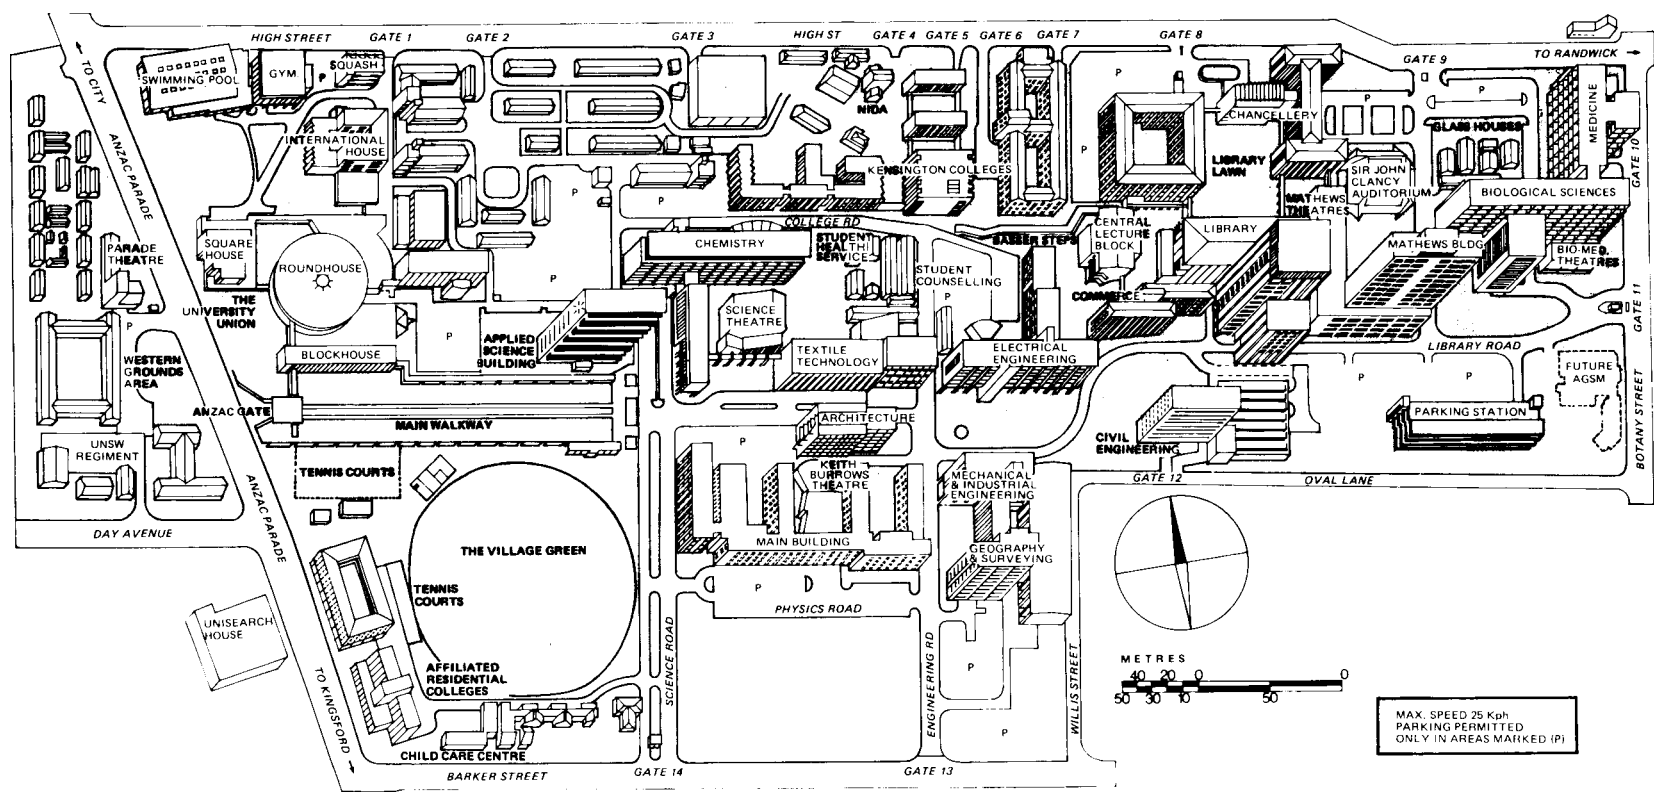 HIGH STREET
GATE 1
GATE 2
GATE 3
HIGH ST
GATE 4
GATE 5
GATE 6
GATE 7
GATE 8
GATE 9
TO RANDWICK
TO CITY
SWIMMING POOL
GYM
P
SQUASH
NIDA
P
CHANCELLERY
P
P
GLASS HOUSES
MEDICINE
GATE 10
ANZAC PARADE
INTERNATIONAL
HOUSE
P
P
KENSINGTON COLLEGES
P
LIBRARY
LAWN
SIR JOHN
CLANCY
AUDITORIUM
MATHEWS
THEATRES
BIOLOGICAL SCIENCES
COLLEGE RD
PARADE
THEATRE
SQUARE
HOUSE
ROUNDHOUSE
CHEMISTRY
STUDENT
HEALTH
SERVICE
STUDENT
COUNSELLING
BASSER STEPS
CENTRAL
LECTURE
BLOCK
LIBRARY
MATHEWS BLDG
BIO-MED.
THEATRES
COMMERCE
GATE 11
THE
UNIVERSITY
UNION
P
P
P
SCIENCE
THEATRE
APPLIED
SCIENCE
BUILDING
BLOCKHOUSE
TEXTILE
TECHNOLOGY
ELECTRICAL
ENGINEERING
LIBRARY ROAD
WESTERN
GROUNDS
AREA
P
P
FUTURE
AGSM
BOTANY STREET
ANZAC GATE
MAIN WALKWAY
ARCHITECTURE
PARKING STATION
UNSW
REGIMENT
P
CIVIL
ENGINEERING
TENNIS COURTS
KEITH
BURROWS
THEATRE
MECHANICAL
& INDUSTRIAL
ENGINEERING
GATE 12
OVAL LANE
ANZAC PARADE
DAY AVENUE
THE VILLAGE GREEN
MAIN BUILDING
GEOGRAPHY
& SURVEYING
TENNIS
COURTS
P
PHYSICS ROAD
UNISEARCH
HOUSE
SCIENCE ROAD
ENGINEERING RD
WILLIS STREET
AFFILIATED
RESIDENTIAL
COLLEGES
P
TO KINGSFORD
METRES
40 20 0 0
50 30 10 50
P
MAX. SPEED 25 Kph
PARKING PERMITTED
ONLY IN AREAS MARKED (P)
CHILD CARE CENTRE
BARKER STREET
GATE 14
GATE 13